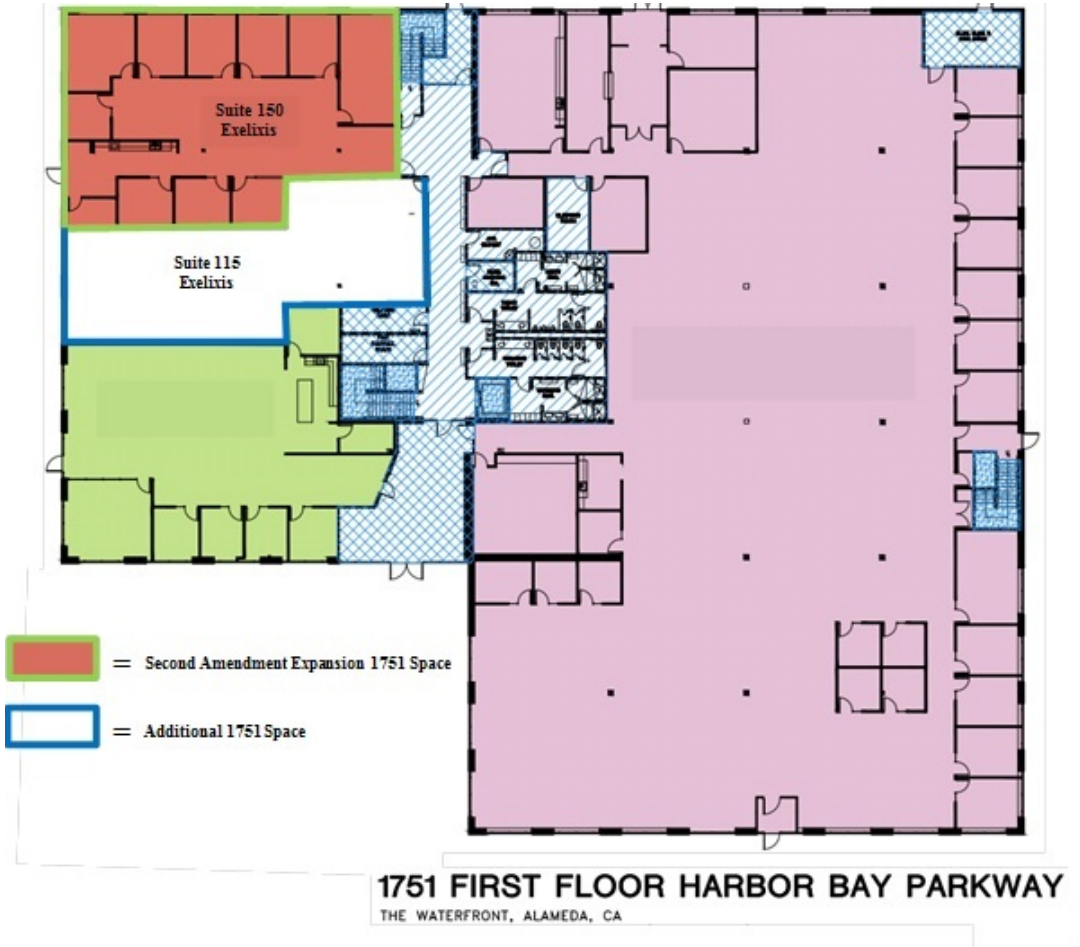 Suite 150
Exelixis
Suite 115
Exelixis
= Second Amendment Expansion 1751 Space
= Additional 1751 Space
1751 FIRST FLOOR HARBOR BAY PARKWAY
THE WATERFRONT, ALAMEDA, CA